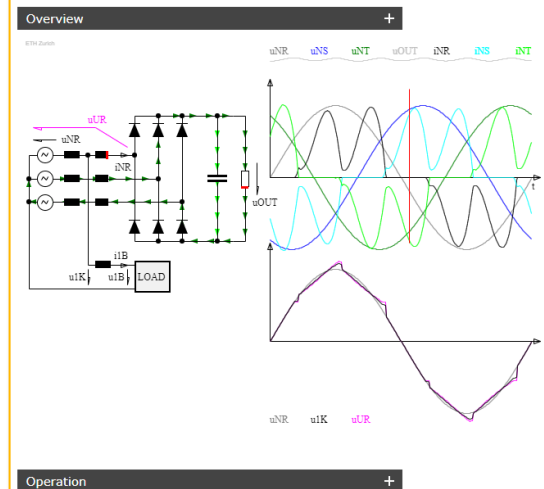 Overview +
ETH Zurich
uNR uNS uNT uOUT iNR iNS iNT
uUR
uNR
iNR
t
uOUT
i1B
u1K u1B LOAD
uNR u1K uUR
Operation +